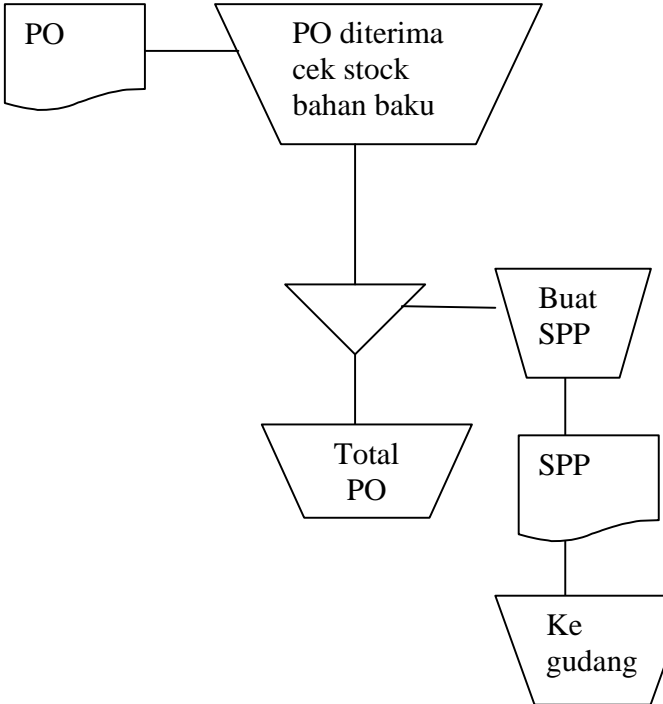 PO
PO diterima
cek stock
bahan baku
Buat
SPP
Total
PO
SPP
Ke
gudang